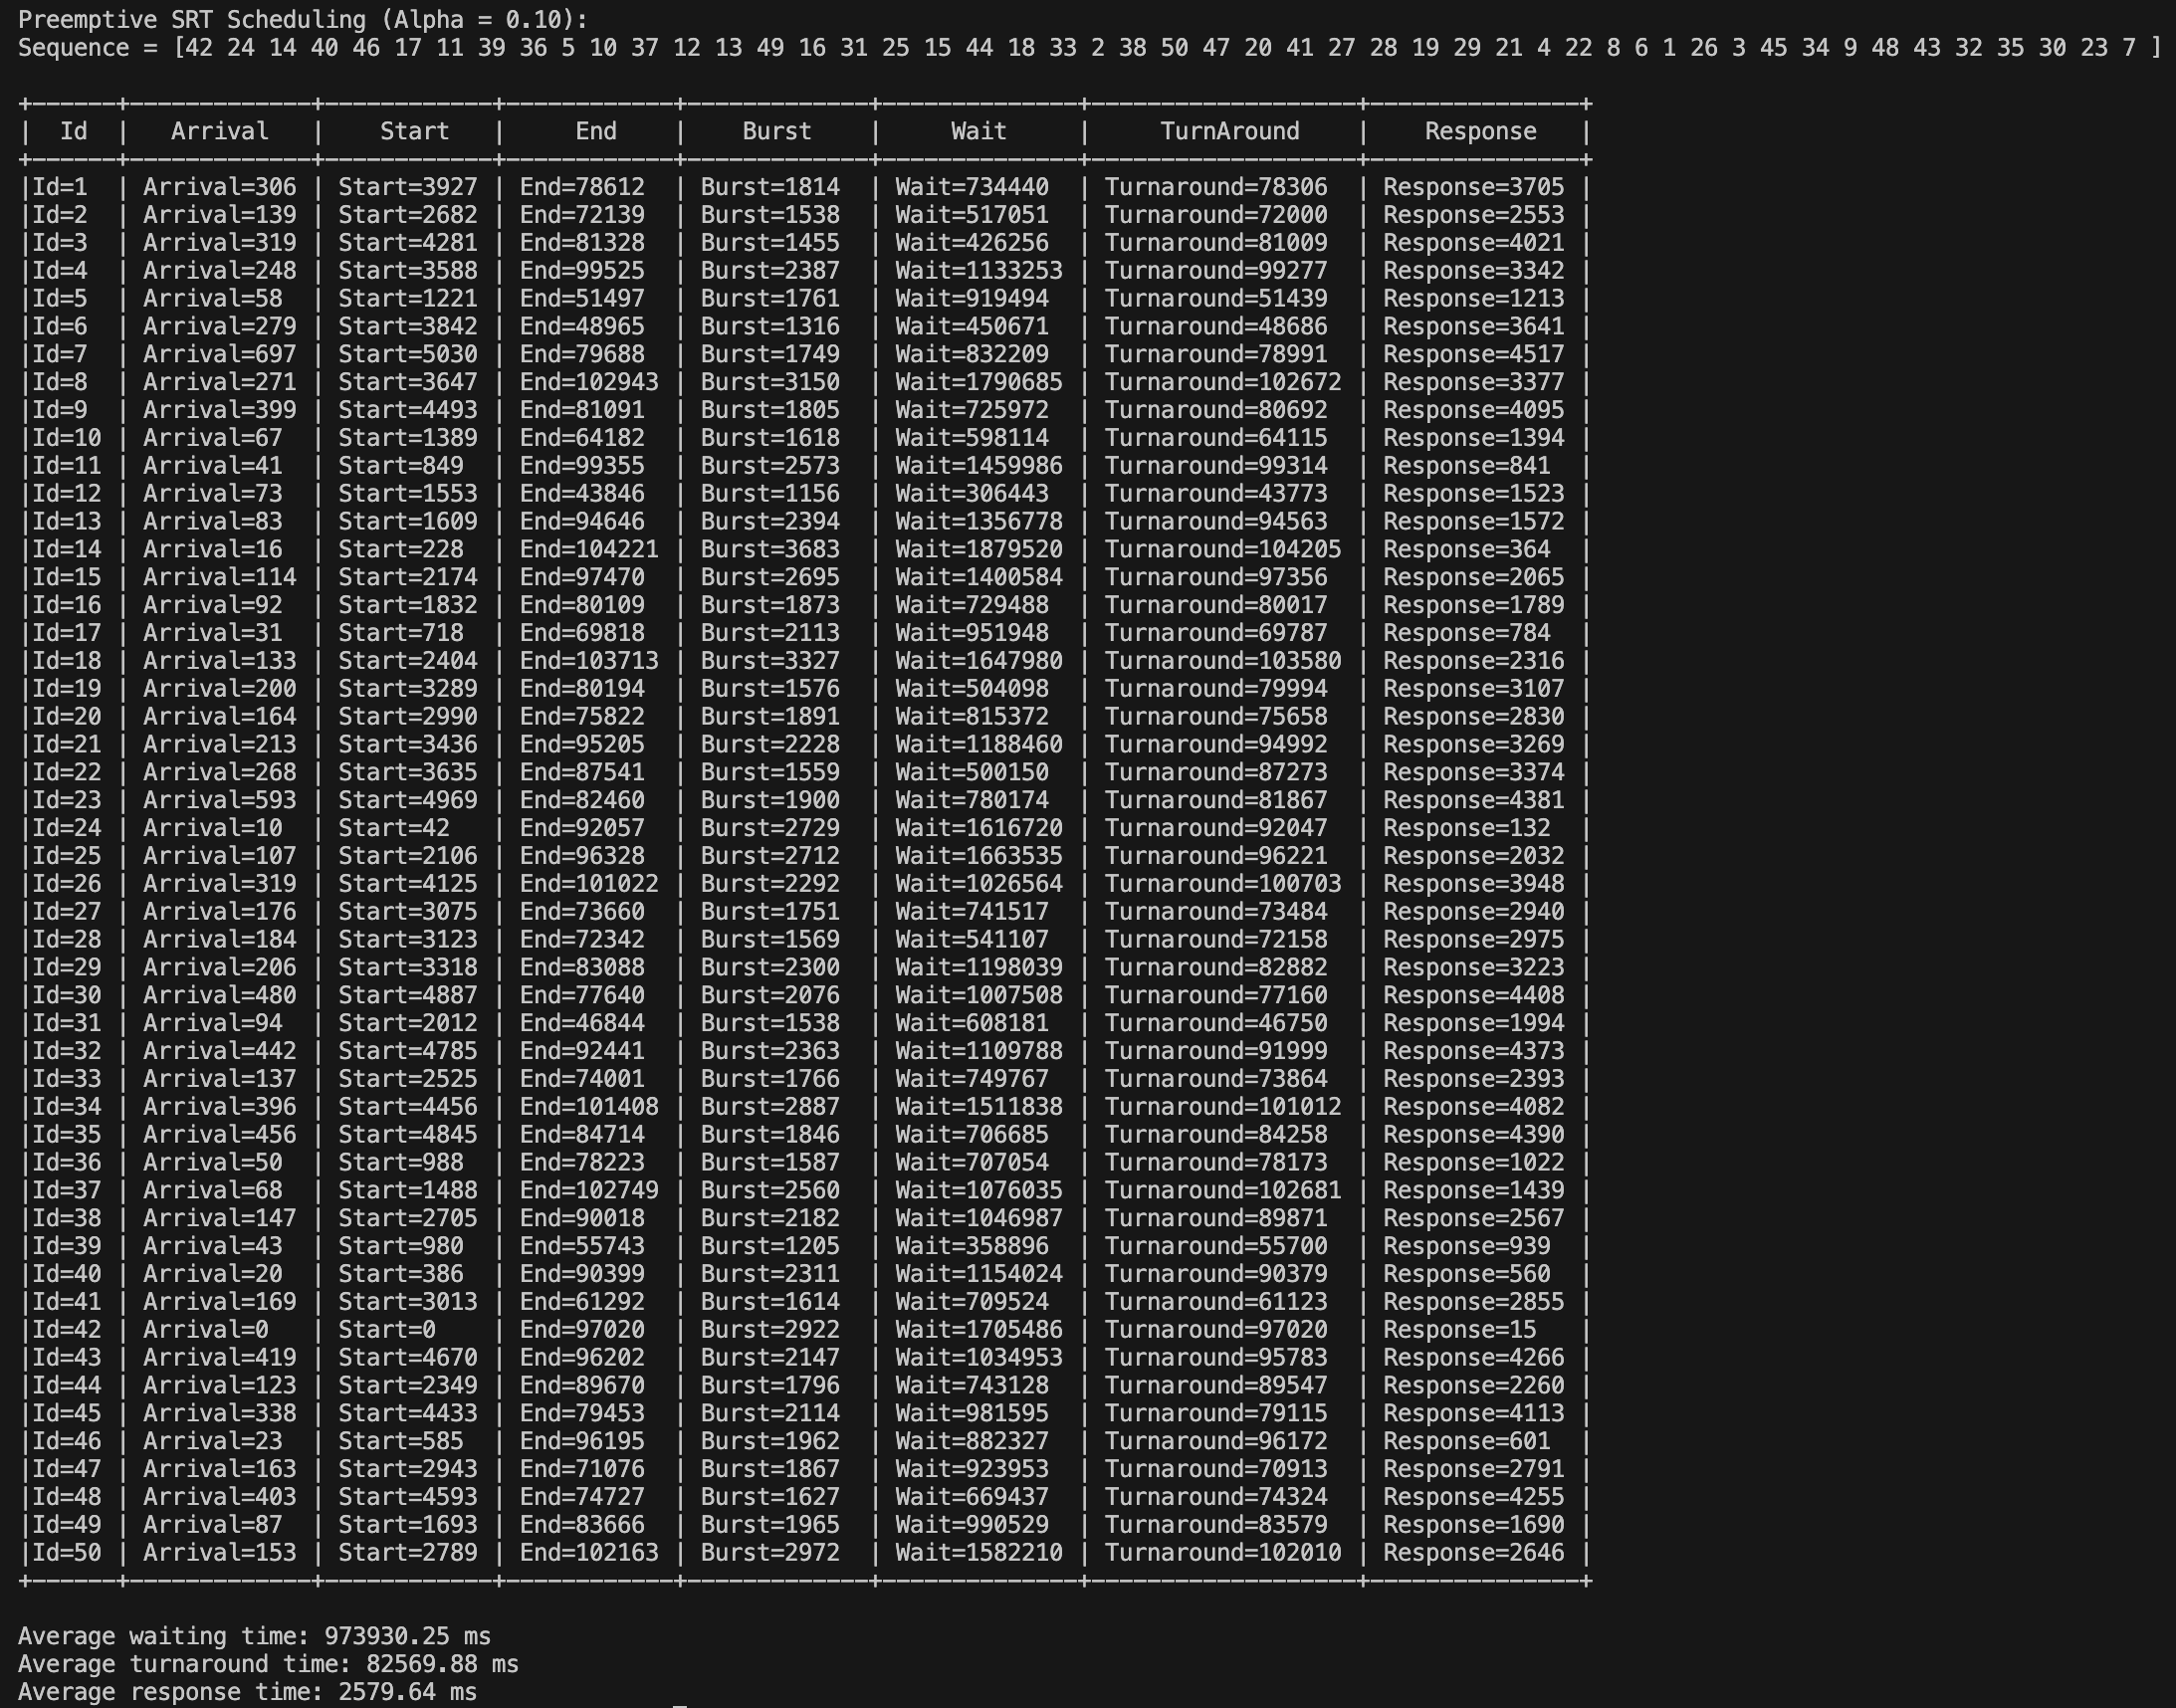 Preemptive SRT Scheduling (Alpha = 0.10):
Sequence = [42 24 14 40 46 17 11 39 36 5 10 37 12 13 49 16 31 25 15 44 18 33 2 38 50 47 20 41 27 28 19 29 21 4 22 8 6 1 26 3 45 34 9 48 43 32 35 30 23 7 ]
+------+-------------+------------+------------+-------------+--------------+-------------------+---------------+
| Id | Arrival | Start | End | Burst | Wait | TurnAround | Response |
+------+-------------+------------+------------+-------------+--------------+-------------------+---------------+
|Id=1 | Arrival=306 | Start=3927 | End=78612 | Burst=1814 | Wait=734440 | Turnaround=78306 | Response=3705 |
|Id=2 | Arrival=139 | Start=2682 | End=72139 | Burst=1538 | Wait=517051 | Turnaround=72000 | Response=2553 |
|Id=3 | Arrival=319 | Start=4281 | End=81328 | Burst=1455 | Wait=426256 | Turnaround=81009 | Response=4021 |
|Id=4 | Arrival=248 | Start=3588 | End=99525 | Burst=2387 | Wait=1133253 | Turnaround=99277 | Response=3342 |
|Id=5 | Arrival=58 | Start=1221 | End=51497 | Burst=1761 | Wait=919494 | Turnaround=51439 | Response=1213 |
|Id=6 | Arrival=279 | Start=3842 | End=48965 | Burst=1316 | Wait=450671 | Turnaround=48686 | Response=3641 |
|Id=7 | Arrival=697 | Start=5030 | End=79688 | Burst=1749 | Wait=832209 | Turnaround=78991 | Response=4517 |
|Id=8 | Arrival=271 | Start=3647 | End=102943 | Burst=3150 | Wait=1790685 | Turnaround=102672 | Response=3377 |
|Id=9 | Arrival=399 | Start=4493 | End=81091 | Burst=1805 | Wait=725972 | Turnaround=80692 | Response=4095 |
|Id=10 | Arrival=67 | Start=1389 | End=64182 | Burst=1618 | Wait=598114 | Turnaround=64115 | Response=1394 |
|Id=11 | Arrival=41 | Start=849 | End=99355 | Burst=2573 | Wait=1459986 | Turnaround=99314 | Response=841 |
|Id=12 | Arrival=73 | Start=1553 | End=43846 | Burst=1156 | Wait=306443 | Turnaround=43773 | Response=1523 |
|Id=13 | Arrival=83 | Start=1609 | End=94646 | Burst=2394 | Wait=1356778 | Turnaround=94563 | Response=1572 |
|Id=14 | Arrival=16 | Start=228 | End=104221 | Burst=3683 | Wait=1879520 | Turnaround=104205 | Response=364 |
|Id=15 | Arrival=114 | Start=2174 | End=97470 | Burst=2695 | Wait=1400584 | Turnaround=97356 | Response=2065 |
|Id=16 | Arrival=92 | Start=1832 | End=80109 | Burst=1873 | Wait=729488 | Turnaround=80017 | Response=1789 |
|Id=17 | Arrival=31 | Start=718 | End=69818 | Burst=2113 | Wait=951948 | Turnaround=69787 | Response=784 |
|Id=18 | Arrival=133 | Start=2404 | End=103713 | Burst=3327 | Wait=1647980 | Turnaround=103580 | Response=2316 |
|Id=19 | Arrival=200 | Start=3289 | End=80194 | Burst=1576 | Wait=504098 | Turnaround=79994 | Response=3107 |
|Id=20 | Arrival=164 | Start=2990 | End=75822 | Burst=1891 | Wait=815372 | Turnaround=75658 | Response=2830 |
|Id=21 | Arrival=213 | Start=3436 | End=95205 | Burst=2228 | Wait=1188460 | Turnaround=94992 | Response=3269 |
|Id=22 | Arrival=268 | Start=3635 | End=87541 | Burst=1559 | Wait=500150 | Turnaround=87273 | Response=3374 |
|Id=23 | Arrival=593 | Start=4969 | End=82460 | Burst=1900 | Wait=780174 | Turnaround=81867 | Response=4381 |
|Id=24 | Arrival=10 | Start=42 | End=92057 | Burst=2729 | Wait=1616720 | Turnaround=92047 | Response=132 |
|Id=25 | Arrival=107 | Start=2106 | End=96328 | Burst=2712 | Wait=1663535 | Turnaround=96221 | Response=2032 |
|Id=26 | Arrival=319 | Start=4125 | End=101022 | Burst=2292 | Wait=1026564 | Turnaround=100703 | Response=3948 |
|Id=27 | Arrival=176 | Start=3075 | End=73660 | Burst=1751 | Wait=741517 | Turnaround=73484 | Response=2940 |
|Id=28 | Arrival=184 | Start=3123 | End=72342 | Burst=1569 | Wait=541107 | Turnaround=72158 | Response=2975 |
|Id=29 | Arrival=206 | Start=3318 | End=83088 | Burst=2300 | Wait=1198039 | Turnaround=82882 | Response=3223 |
|Id=30 | Arrival=480 | Start=4887 | End=77640 | Burst=2076 | Wait=1007508 | Turnaround=77160 | Response=4408 |
|Id=31 | Arrival=94 | Start=2012 | End=46844 | Burst=1538 | Wait=608181 | Turnaround=46750 | Response=1994 |
|Id=32 | Arrival=442 | Start=4785 | End=92441 | Burst=2363 | Wait=1109788 | Turnaround=91999 | Response=4373 |
|Id=33 | Arrival=137 | Start=2525 | End=74001 | Burst=1766 | Wait=749767 | Turnaround=73864 | Response=2393 |
|Id=34 | Arrival=396 | Start=4456 | End=101408 | Burst=2887 | Wait=1511838 | Turnaround=101012 | Response=4082 |
|Id=35 | Arrival=456 | Start=4845 | End=84714 | Burst=1846 | Wait=706685 | Turnaround=84258 | Response=4390 |
|Id=36 | Arrival=50 | Start=988 | End=78223 | Burst=1587 | Wait=707054 | Turnaround=78173 | Response=1022 |
|Id=37 | Arrival=68 | Start=1488 | End=102749 | Burst=2560 | Wait=1076035 | Turnaround=102681 | Response=1439 |
|Id=38 | Arrival=147 | Start=2705 | End=90018 | Burst=2182 | Wait=1046987 | Turnaround=89871 | Response=2567 |
|Id=39 | Arrival=43 | Start=980 | End=55743 | Burst=1205 | Wait=358896 | Turnaround=55700 | Response=939 |
|Id=40 | Arrival=20 | Start=386 | End=90399 | Burst=2311 | Wait=1154024 | Turnaround=90379 | Response=560 |
|Id=41 | Arrival=169 | Start=3013 | End=61292 | Burst=1614 | Wait=709524 | Turnaround=61123 | Response=2855 |
|Id=42 | Arrival=0 | Start=0 | End=97020 | Burst=2922 | Wait=1705486 | Turnaround=97020 | Response=15 |
|Id=43 | Arrival=419 | Start=4670 | End=96202 | Burst=2147 | Wait=1034953 | Turnaround=95783 | Response=4266 |
|Id=44 | Arrival=123 | Start=2349 | End=89670 | Burst=1796 | Wait=743128 | Turnaround=89547 | Response=2260 |
|Id=45 | Arrival=338 | Start=4433 | End=79453 | Burst=2114 | Wait=981595 | Turnaround=79115 | Response=4113 |
|Id=46 | Arrival=23 | Start=585 | End=96195 | Burst=1962 | Wait=882327 | Turnaround=96172 | Response=601 |
|Id=47 | Arrival=163 | Start=2943 | End=71076 | Burst=1867 | Wait=923953 | Turnaround=70913 | Response=2791 |
|Id=48 | Arrival=403 | Start=4593 | End=74727 | Burst=1627 | Wait=669437 | Turnaround=74324 | Response=4255 |
|Id=49 | Arrival=87 | Start=1693 | End=83666 | Burst=1965 | Wait=990529 | Turnaround=83579 | Response=1690 |
|Id=50 | Arrival=153 | Start=2789 | End=102163 | Burst=2972 | Wait=1582210 | Turnaround=102010 | Response=2646 |
+------+-------------+------------+------------+-------------+--------------+-------------------+---------------+
Average waiting time: 973930.25 ms
Average turnaround time: 82569.88 ms
Average response time: 2579.64 ms